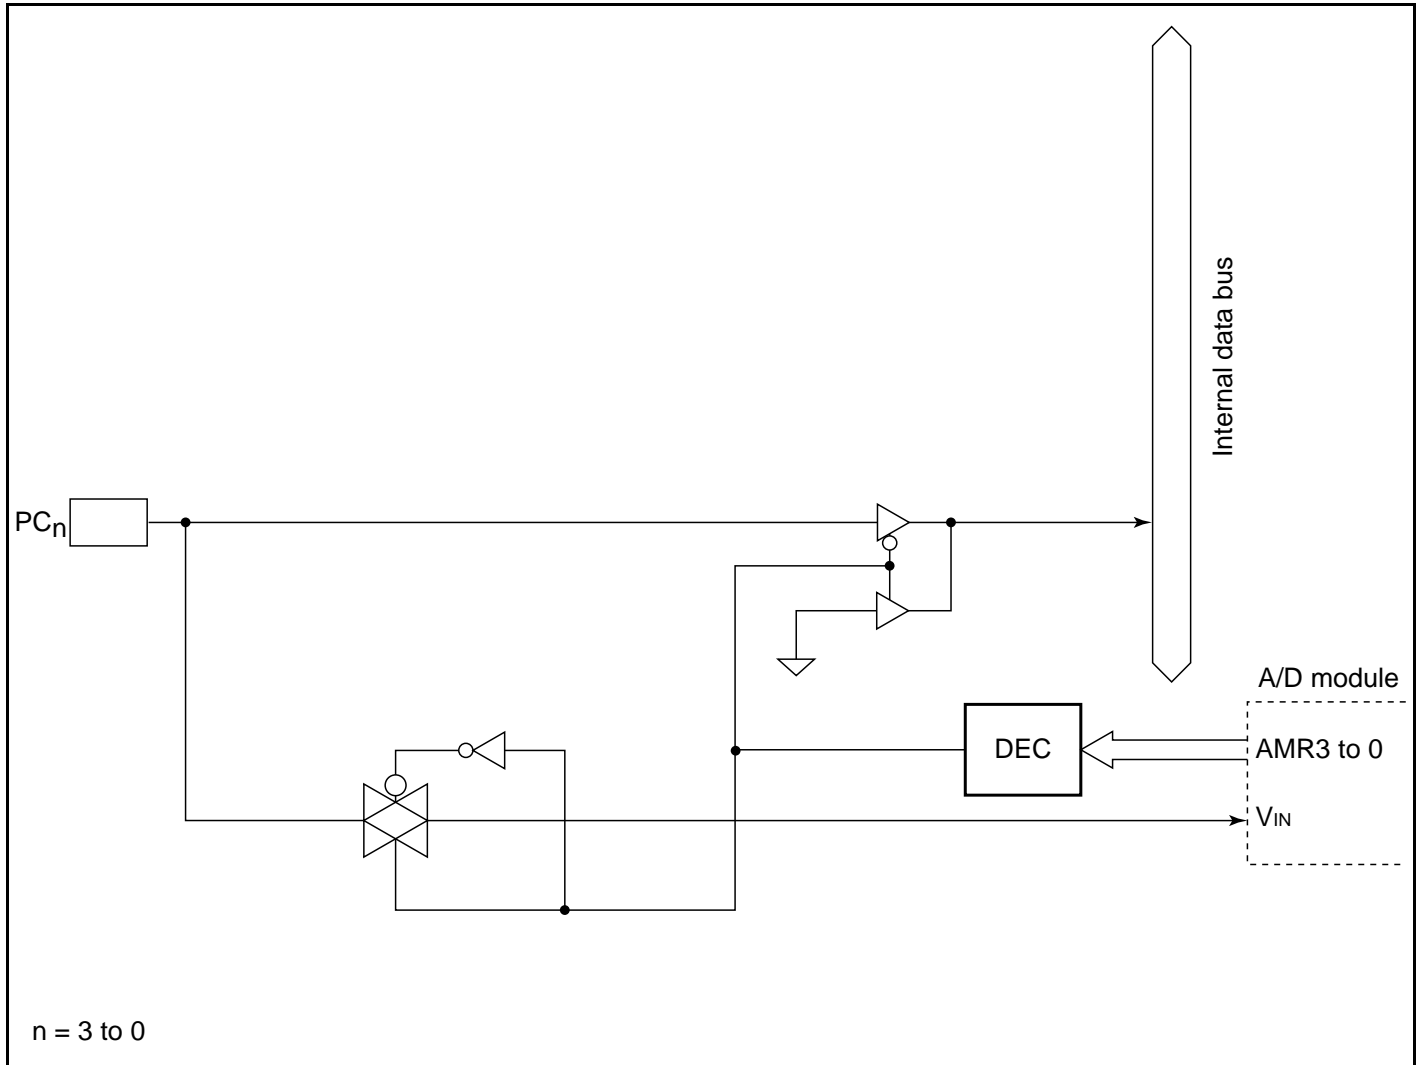 Internal data bus
PCn
A/D module
DEC
AMR3 to 0
VIN
n = 3 to 0